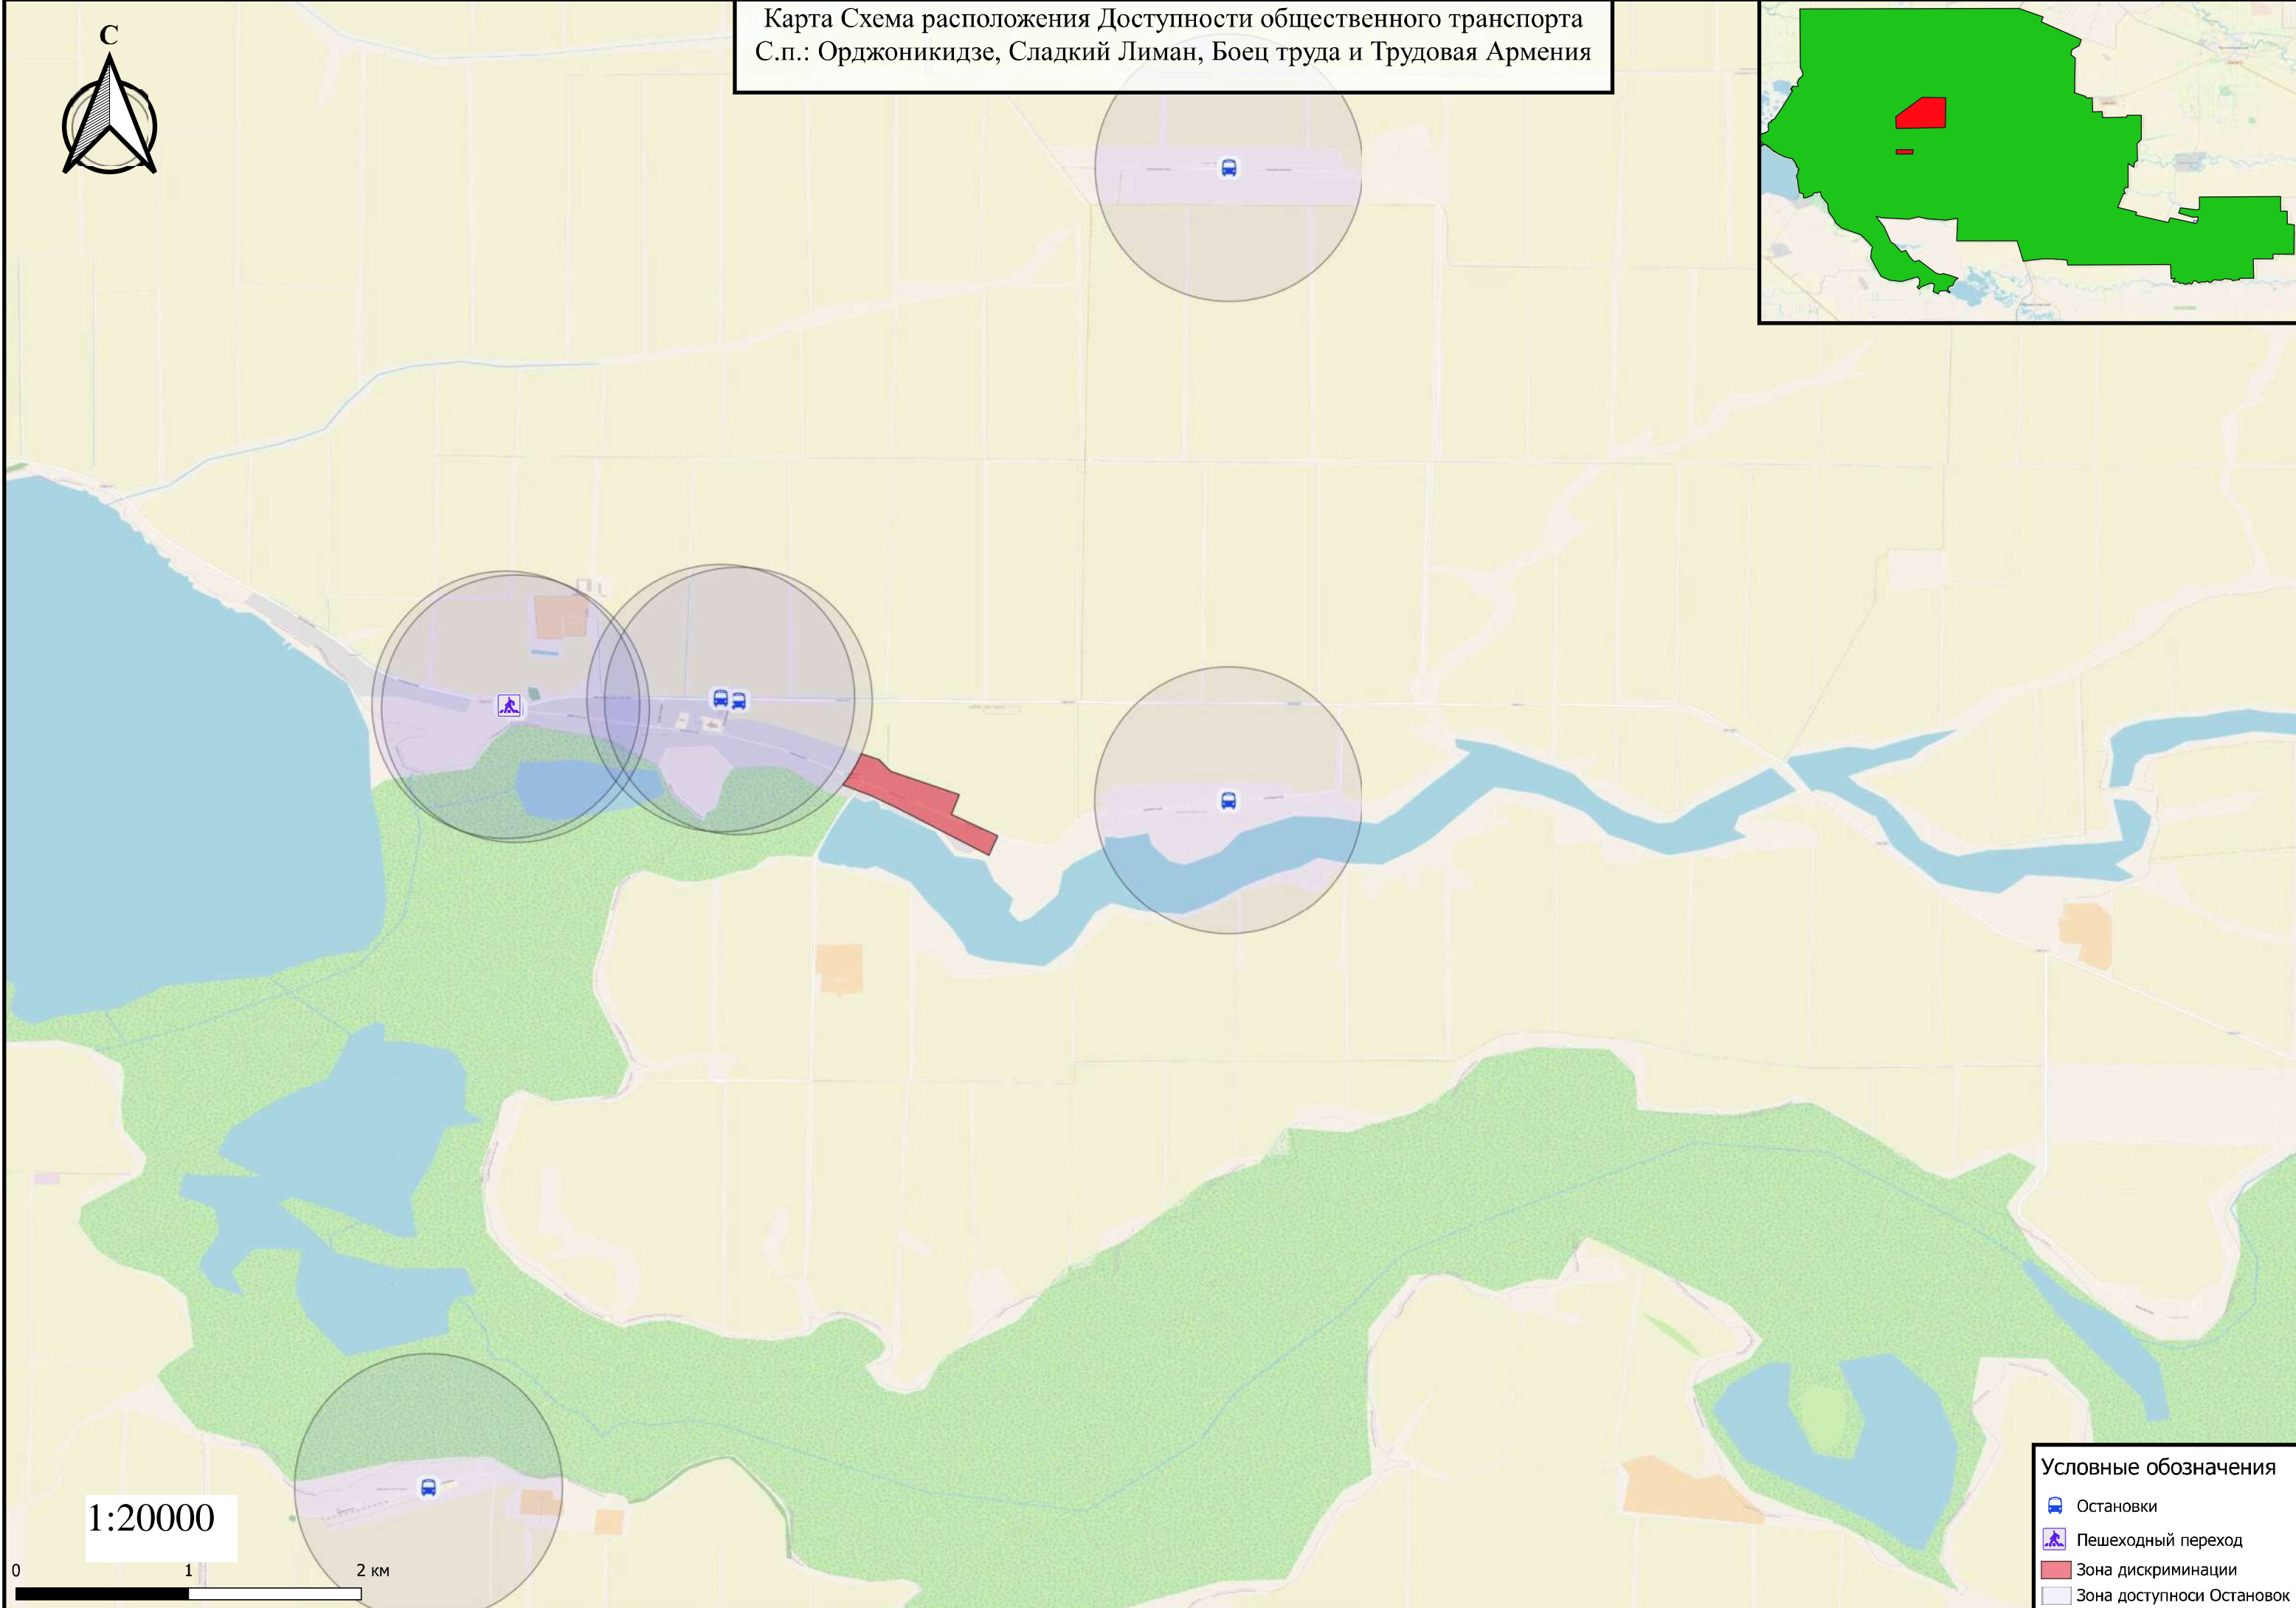 Карта Схема расположения Доступности общественного транспорта
С.п.: Орджоникидзе, Сладкий Лиман, Боец труда и Трудовая Армения
С
1:20000
0 1 2 км
Условные обозначения
Остановки
Пешеходный переход
Зона дискриминации
Зона доступноси Остановок